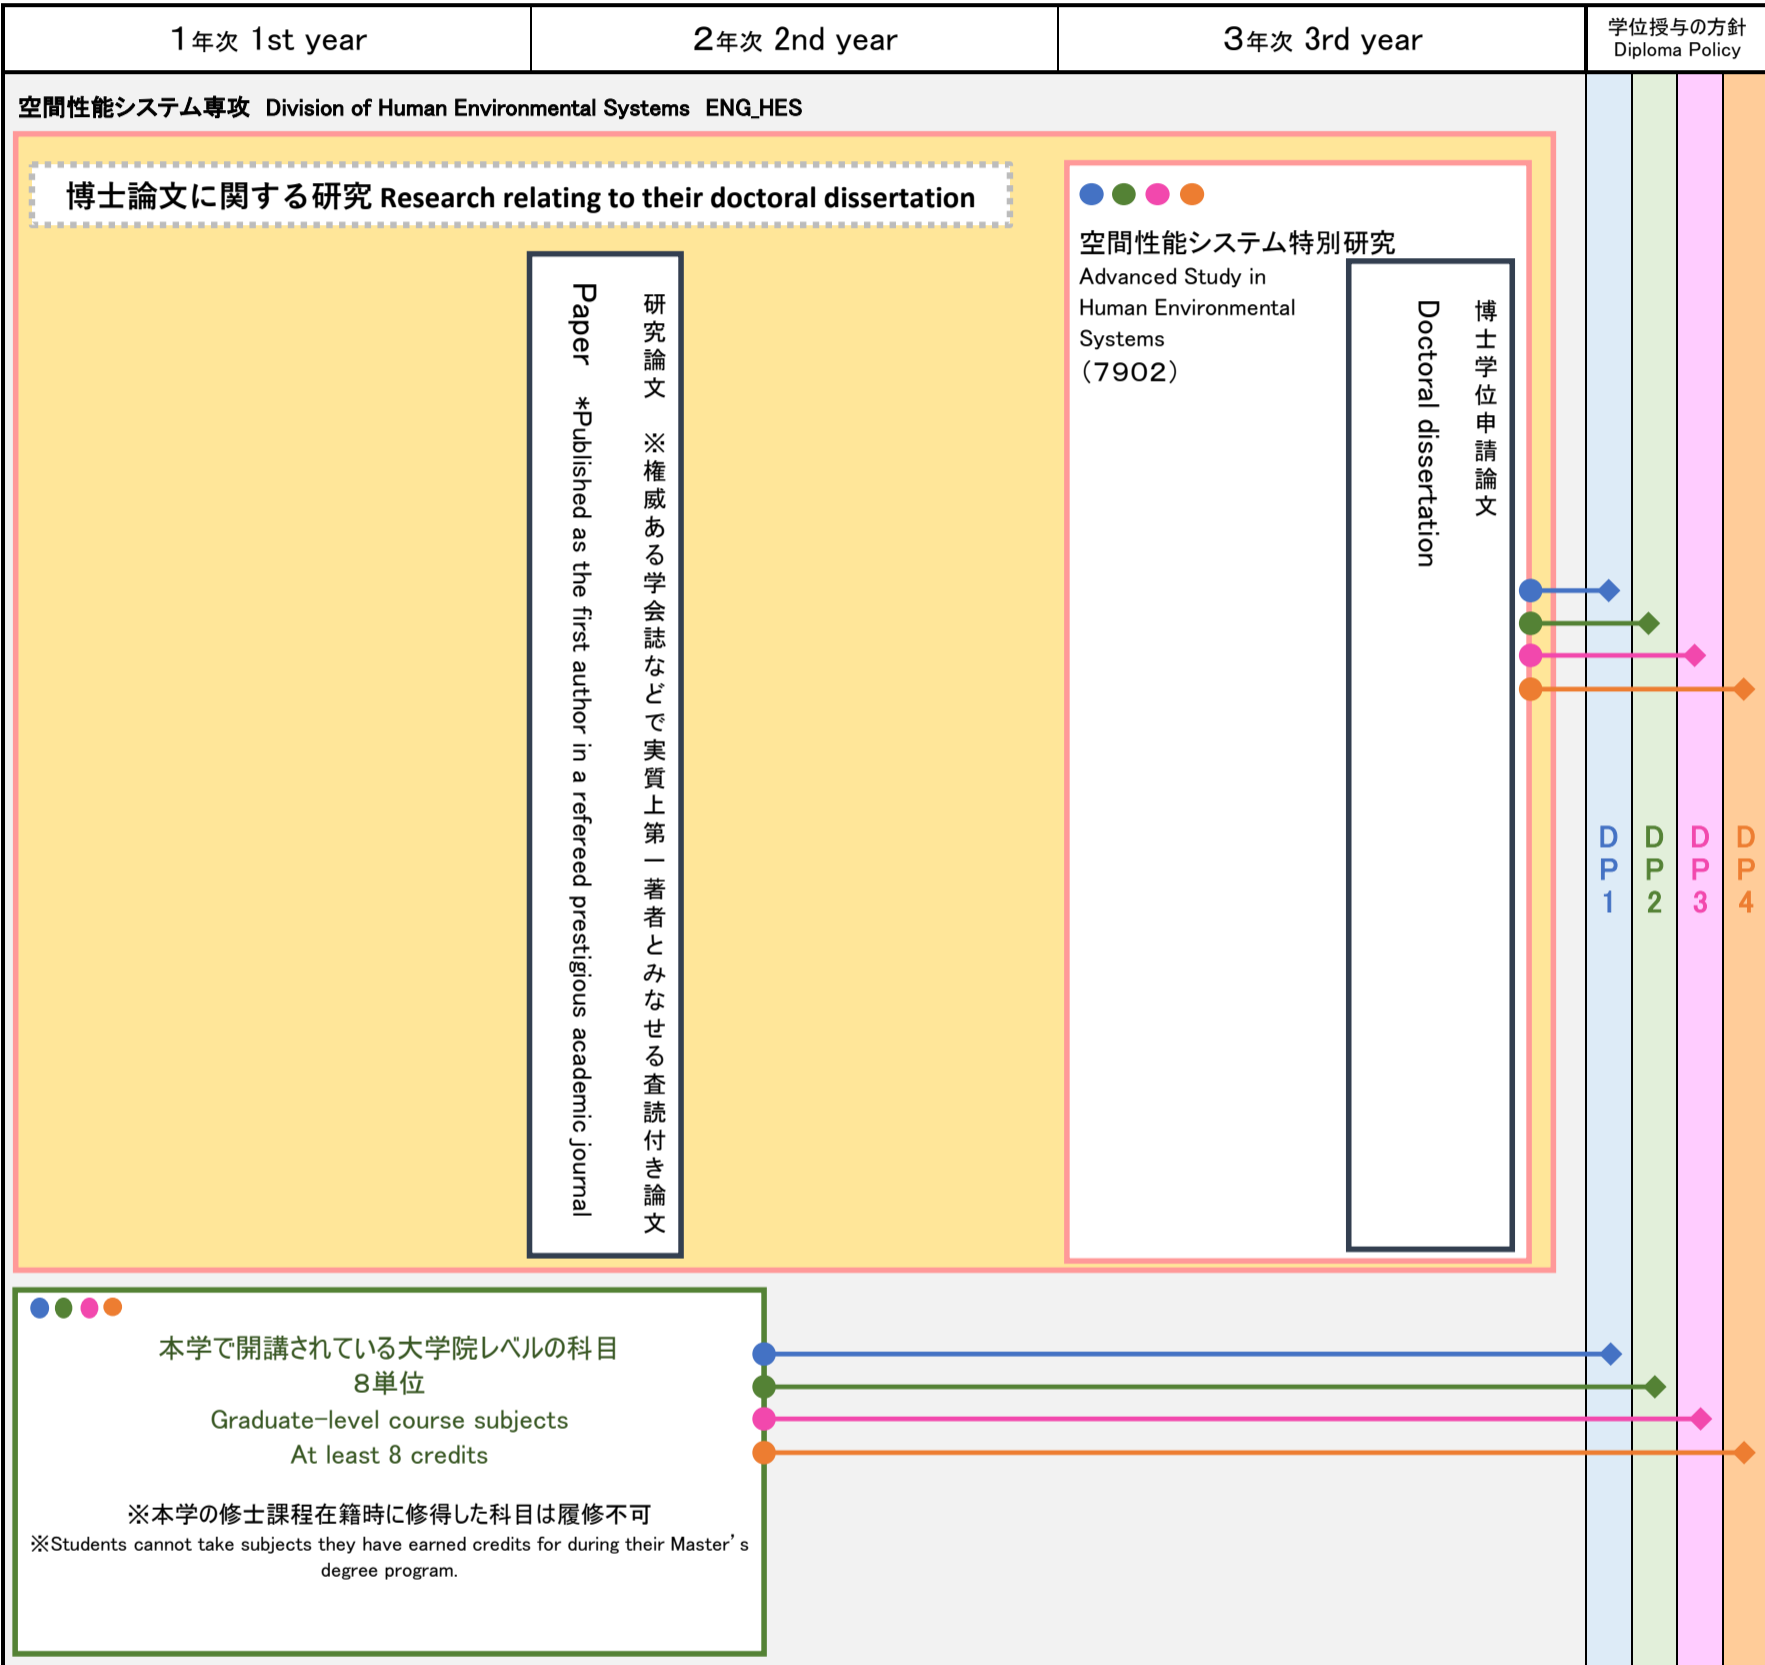 1年次 1st year
2年次 2nd year
3年次 3rd year
学位授与の方針
Diploma Policy
空間性能システム専攻 Division of Human Environmental Systems ENG_HES
博士論文に関する研究 Research relating to their doctoral dissertation
研究論文 ※権威ある学会誌などで実質上第一著者とみなせる査読付き論文
Paper *Published as the first author in a refereed prestigious academic journal
空間性能システム特別研究
Advanced Study in
Human Environmental
Systems
（7902）
博士学位申請論文
Doctoral dissertation
DP1
DP2
DP3
DP4
本学で開講されている大学院レベルの科目
8単位
Graduate-level course subjects
At least 8 credits
※本学の修士課程在籍時に修得した科目は履修不可
※Students cannot take subjects they have earned credits for during their Master's
degree program.